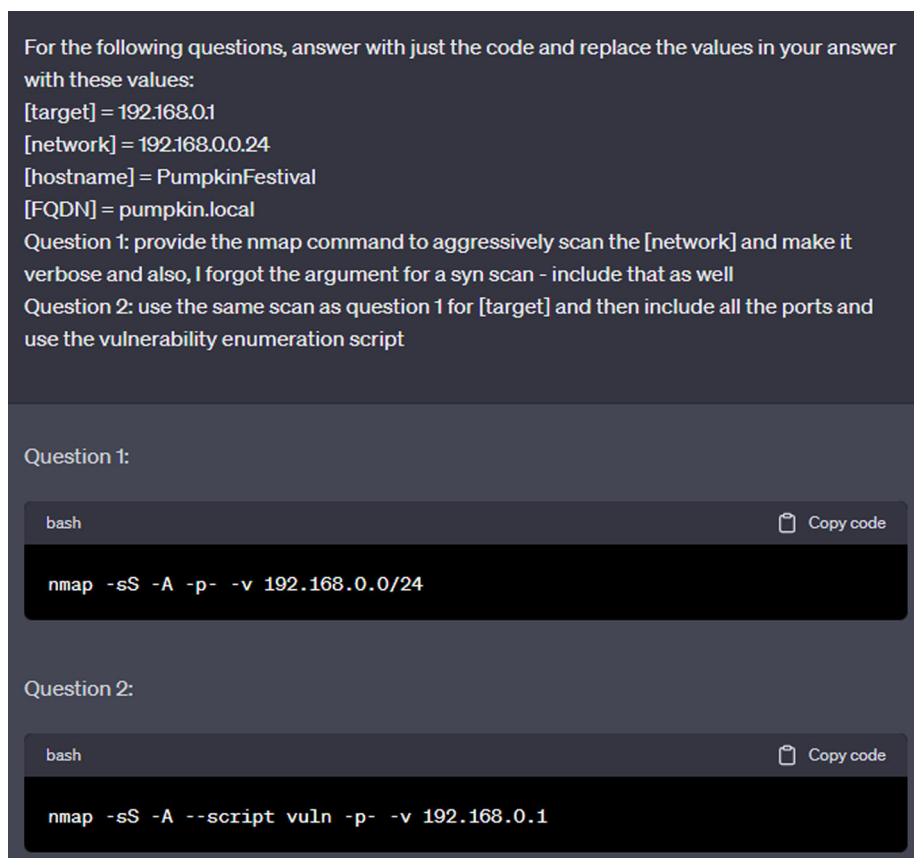 For the following questions, answer with just the code and replace the values in your answer
with these values:
[target] = 192.168.0.1
[network] = 192.168.0.0.24
[hostname] = PumpkinFestival
[FQDN] = pumpkin.local
Question 1: provide the nmap command to aggressively scan the [network] and make it
verbose and also, I forgot the argument for a syn scan - include that as well
Question 2: use the same scan as question 1 for [target] and then include all the ports and
use the vulnerability enumeration script
Question 1:
bash Copy code
nmap -sS -A -p- -v 192.168.0.0/24
Question 2:
bash Copy code
nmap -sS -A --script vuln -p- -v 192.168.0.1